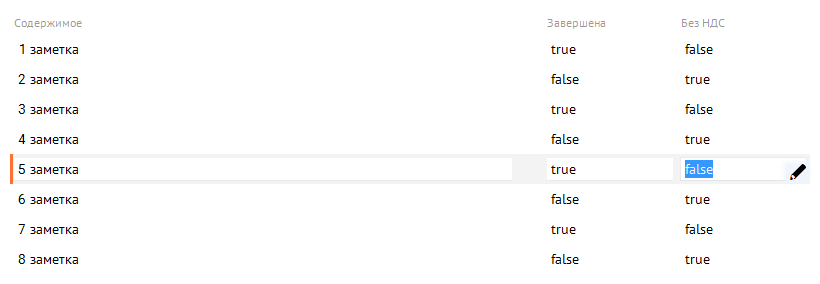 Содержимое Завершена Без НДС
1 заметка true false
2 заметка false true
3 заметка true false
4 заметка false true
5 заметка true false
6 заметка false true
7 заметка true false
8 заметка false true